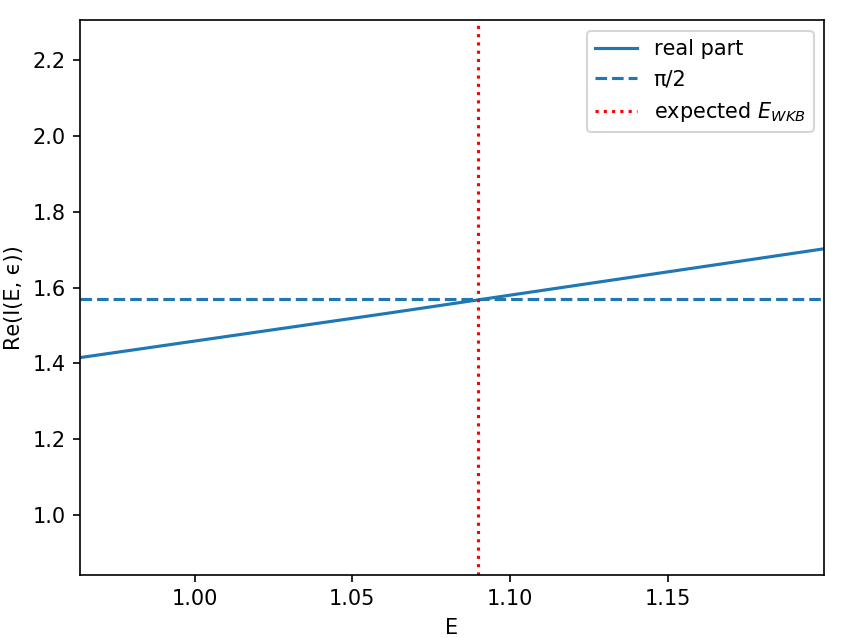 real part
π/2
expected E_WKB
2.2
2.0
1.8
1.6
1.4
1.2
1.0
Re(I(E, ϵ))
1.00
1.05
1.10
1.15
E